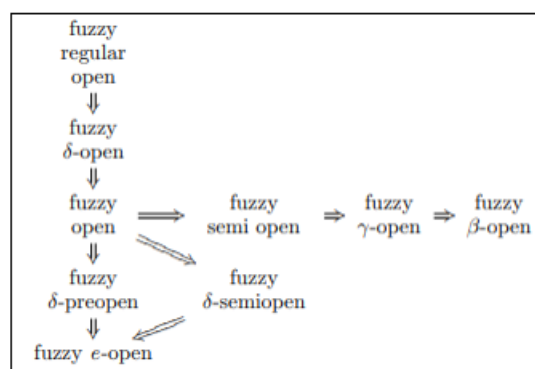 fuzzy
regular
open
⇓
fuzzy
δ-open
⇓
fuzzy fuzzy fuzzy fuzzy
open ⟹ semi open ⇒ γ-open ⇒ β-open
⇓
fuzzy fuzzy
δ-preopen δ-semiopen
⇓
fuzzy e-open